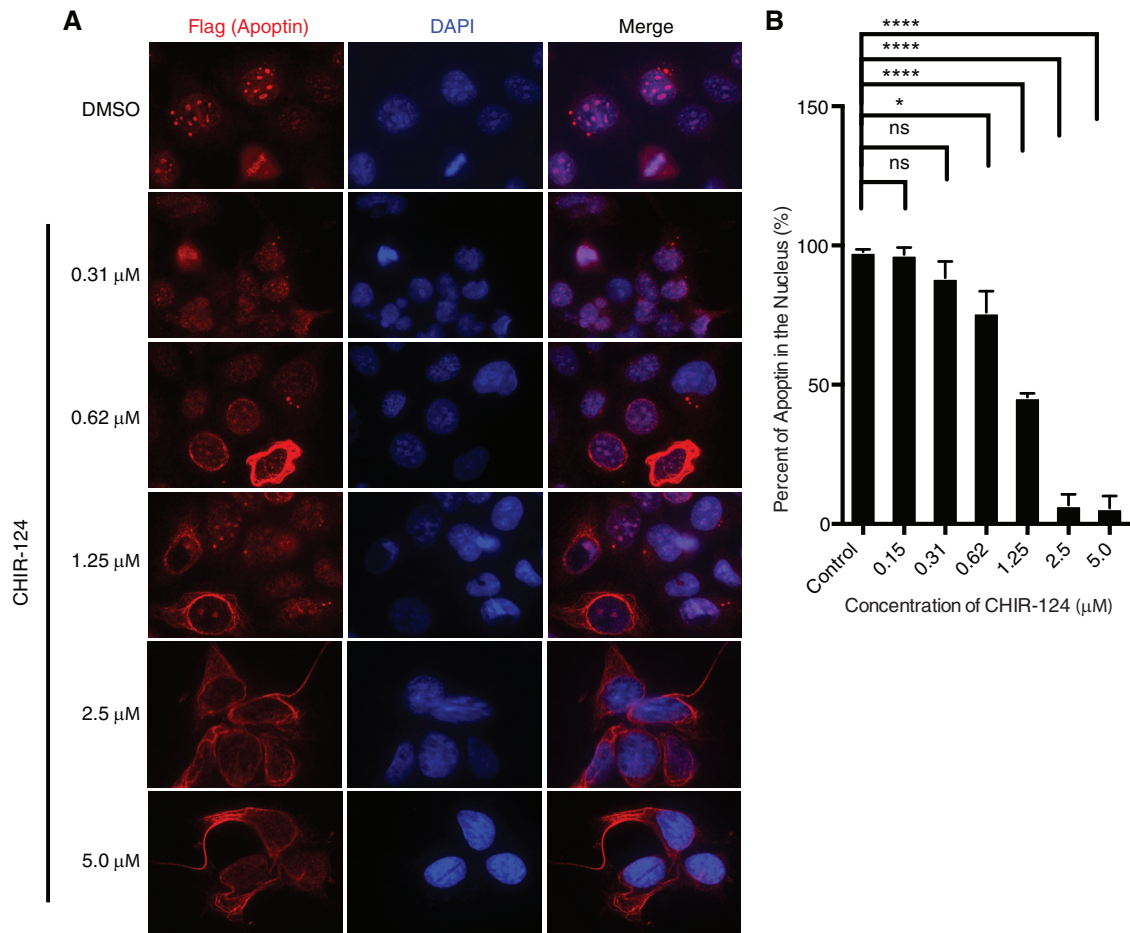 A
Flag (Apoptin)
DAPI
Merge
DMSO
CHIR-124
0.31 μM
0.62 μM
1.25 μM
2.5 μM
5.0 μM
B
****
****
****
*
ns
ns
Percent of Apoptin in the Nucleus (%)
150
100
50
0
Control
0.15
0.31
0.62
1.25
2.5
5.0
Concentration of CHIR-124 (μM)